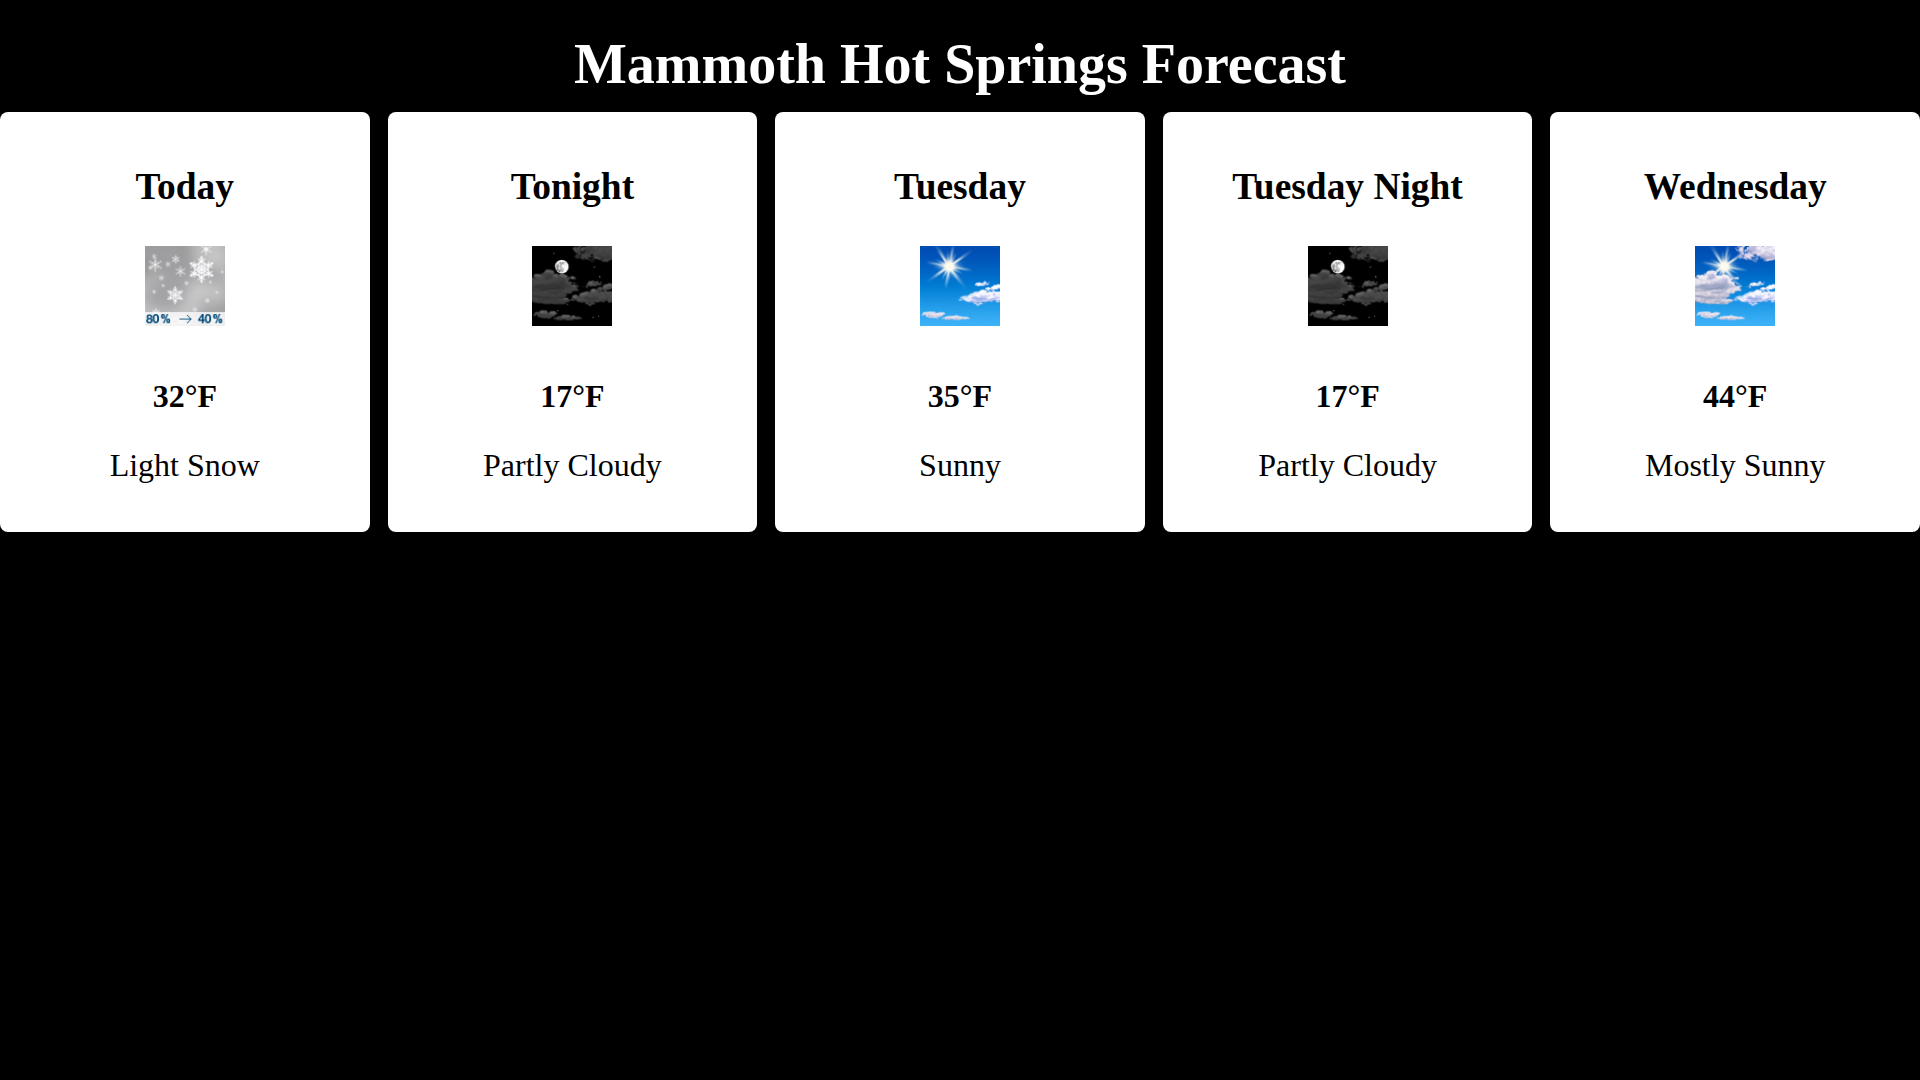 Mammoth Hot Springs Forecast
Today
80% → 40%
32°F
Light Snow
Tonight
17°F
Partly Cloudy
Tuesday
35°F
Sunny
Tuesday Night
17°F
Partly Cloudy
Wednesday
44°F
Mostly Sunny